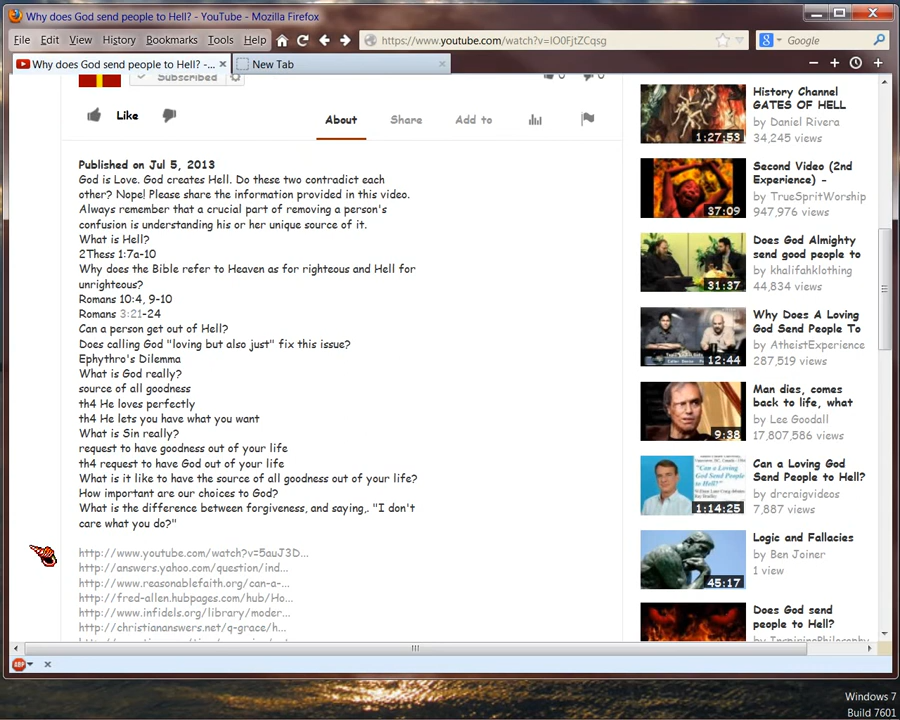 Why does God send people to Hell? - YouTube - Mozilla Firefox
File Edit View History Bookmarks Tools Help
https://www.youtube.com/watch?v=IO0FjtZCqsg
Google
Why does God send people to Hell? -...
New Tab
Subscribed
0 0
Like
About Share Add to
Published on Jul 5, 2013
God is Love. God creates Hell. Do these two contradict each
other? Nope! Please share the information provided in this video.
Always remember that a crucial part of removing a person's
confusion is understanding his or her unique source of it.
What is Hell?
2Thess 1:7a-10
Why does the Bible refer to Heaven as for righteous and Hell for
unrighteous?
Romans 10:4, 9-10
Romans 3:21-24
Can a person get out of Hell?
Does calling God "loving but also just" fix this issue?
Ephythro's Dilemma
What is God really?
source of all goodness
th4 He loves perfectly
th4 He lets you have what you want
What is Sin really?
request to have goodness out of your life
th4 request to have God out of your life
What is it like to have the source of all goodness out of your life?
How important are our choices to God?
What is the difference between forgiveness, and saying,. "I don't
care what you do?"
http://www.youtube.com/watch?v=5auJ3D...
http://answers.yahoo.com/question/ind...
http://www.reasonablefaith.org/can-a-...
http://fred-allen.hubpages.com/hub/Ho...
http://www.infidels.org/library/moder...
http://christiananswers.net/q-grace/h...
History Channel
GATES OF HELL
by Daniel Rivera
34,245 views
1:27:53
Second Video (2nd
Experience) -
by TrueSpritWorship
947,976 views
37:09
Does God Almighty
send good people to
by khalifahklothing
44,834 views
31:37
Why Does A Loving
God Send People To
by AtheistExperience
287,519 views
12:44
Man dies, comes
back to life, what
by Lee Goodall
17,807,586 views
9:38
Can a Loving God
Send People to Hell?
by drcraigvideos
7,887 views
"Can a Loving
God Send
People to
Hell?"
1:14:25
Logic and Fallacies
by Ben Joiner
1 view
45:17
Does God send
people to Hell?
by InspiringPhilosophy
ABP
Windows 7
Build 7601